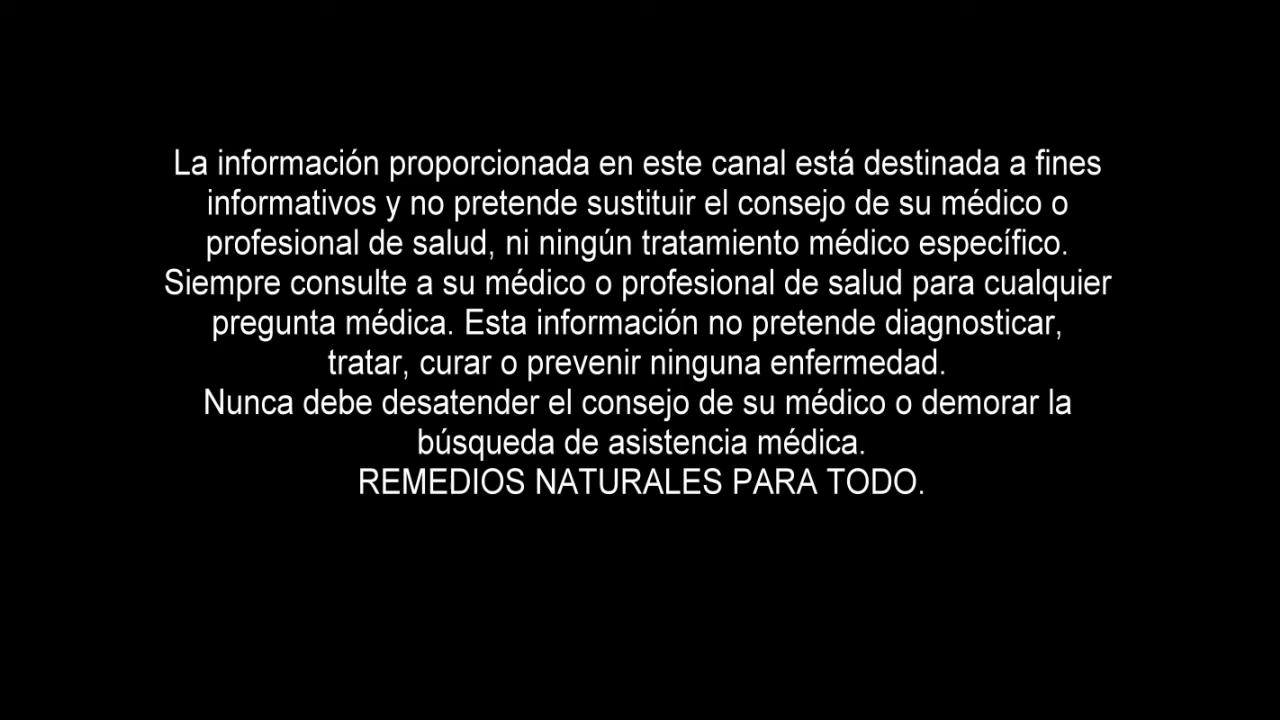 La información proporcionada en este canal está destinada a fines
informativos y no pretende sustituir el consejo de su médico o
profesional de salud, ni ningún tratamiento médico específico.
Siempre consulte a su médico o profesional de salud para cualquier
pregunta médica. Esta información no pretende diagnosticar,
tratar, curar o prevenir ninguna enfermedad.
Nunca debe desatender el consejo de su médico o demorar la
búsqueda de asistencia médica.
REMEDIOS NATURALES PARA TODO.